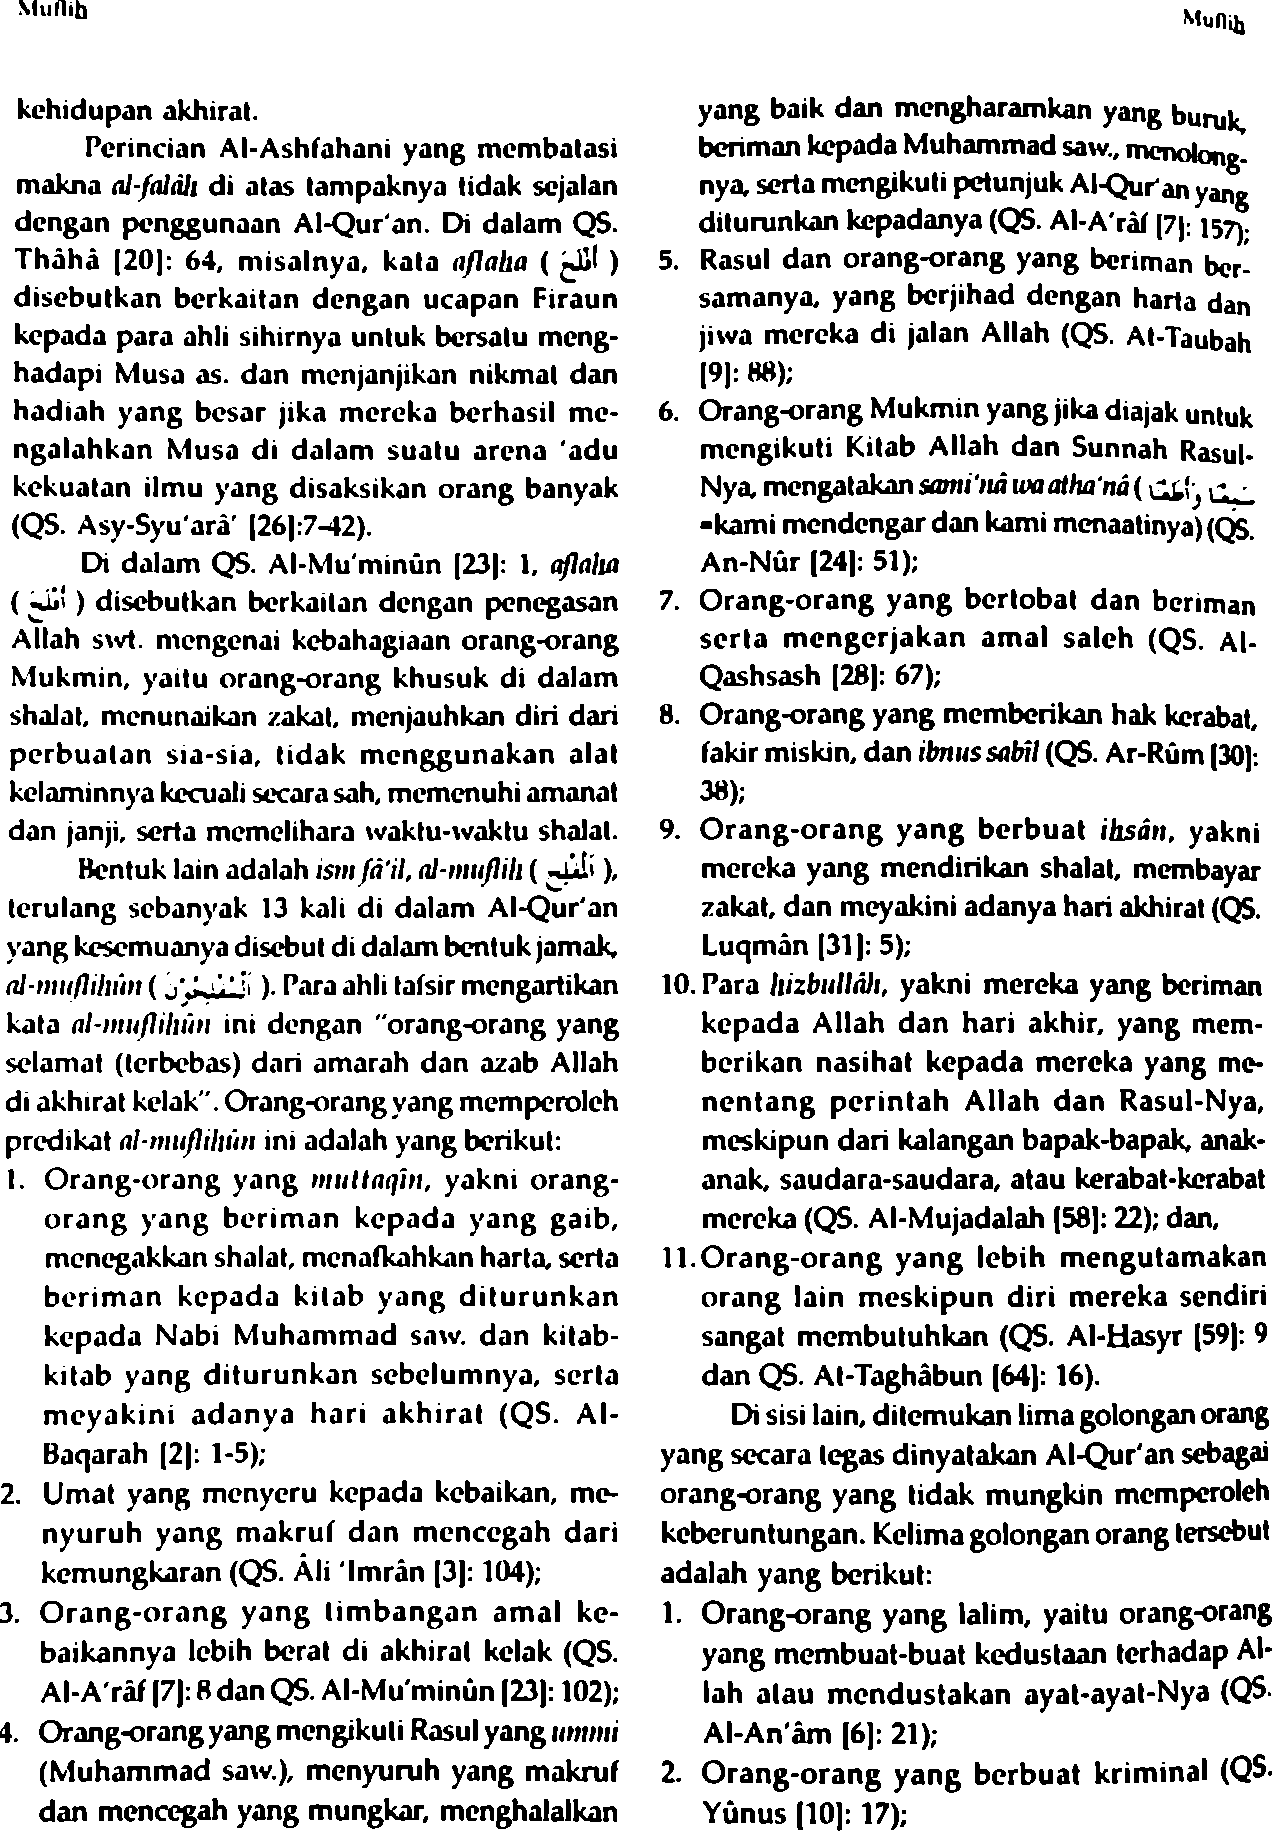 Muflih
Muflih
kehidupan akhirat.
Perincian Al-Ashfahani yang membatasi
makna al-falâh di atas tampaknya tidak sejalan
dengan penggunaan Al-Qur'an. Di dalam QS.
Thâhâ [20]: 64, misalnya, kata aflaha ( أَفْلَحَ )
disebutkan berkaitan dengan ucapan Firaun
kepada para ahli sihirnya untuk bersatu meng-
hadapi Musa as. dan menjanjikan nikmat dan
hadiah yang besar jika mereka berhasil me-
ngalahkan Musa di dalam suatu arena 'adu
kekuatan ilmu yang disaksikan orang banyak
(QS. Asy-Syu'arâ' [26]:7-42).
Di dalam QS. Al-Mu'minûn [23]: 1, aflaha
( أَفْلَحَ ) disebutkan berkaitan dengan penegasan
Allah swt. mengenai kebahagiaan orang-orang
Mukmin, yaitu orang-orang khusuk di dalam
shalat, menunaikan zakat, menjauhkan diri dari
perbuatan sia-sia, tidak menggunakan alat
kelaminnya kecuali secara sah, memenuhi amanat
dan janji, serta memelihara waktu-waktu shalat.
Bentuk lain adalah ism fâ'il, al-muflih ( اَلْمُفْلِحُ ),
terulang sebanyak 13 kali di dalam Al-Qur'an
yang kesemuanya disebut di dalam bentuk jamak,
al-muflihûn ( اَلْمُفْلِحُوْنَ ). Para ahli tafsir mengartikan
kata al-muflihûn ini dengan "orang-orang yang
selamat (terbebas) dari amarah dan azab Allah
di akhirat kelak". Orang-orang yang memperoleh
predikat al-muflihûn ini adalah yang berikut:
1. Orang-orang yang muttaqîn, yakni orang-
orang yang beriman kepada yang gaib,
menegakkan shalat, menafkahkan harta, serta
beriman kepada kitab yang diturunkan
kepada Nabi Muhammad saw. dan kitab-
kitab yang diturunkan sebelumnya, serta
meyakini adanya hari akhirat (QS. Al-
Baqarah [2]: 1-5);
2. Umat yang menyeru kepada kebaikan, me-
nyuruh yang makruf dan mencegah dari
kemungkaran (QS. Âli 'Imrân [3]: 104);
3. Orang-orang yang timbangan amal ke-
baikannya lebih berat di akhirat kelak (QS.
Al-A'râf [7]: 8 dan QS. Al-Mu'minûn [23]: 102);
4. Orang-orang yang mengikuti Rasul yang ummi
(Muhammad saw.), menyuruh yang makruf
dan mencegah yang mungkar, menghalalkan
yang baik dan mengharamkan yang buruk,
beriman kepada Muhammad saw., menolong-
nya, serta mengikuti petunjuk Al-Qur'an yang
diturunkan kepadanya (QS. Al-A'râf [7]: 157);
5. Rasul dan orang-orang yang beriman ber-
samanya, yang berjihad dengan harta dan
jiwa mereka di jalan Allah (QS. At-Taubah
[9]: 88);
6. Orang-orang Mukmin yang jika diajak untuk
mengikuti Kitab Allah dan Sunnah Rasul-
Nya, mengatakan sami'nâ wa atha'nâ ( سَمِعْنَا وَأَطَعْنَا
=kami mendengar dan kami menaatinya) (QS.
An-Nûr [24]: 51);
7. Orang-orang yang bertobat dan beriman
serta mengerjakan amal saleh (QS. Al-
Qashsash [28]: 67);
8. Orang-orang yang memberikan hak kerabat,
fakir miskin, dan ibnus sabîl (QS. Ar-Rûm [30]:
38);
9. Orang-orang yang berbuat ihsân, yakni
mereka yang mendirikan shalat, membayar
zakat, dan meyakini adanya hari akhirat (QS.
Luqmân [31]: 5);
10. Para hizbullâh, yakni mereka yang beriman
kepada Allah dan hari akhir, yang mem-
berikan nasihat kepada mereka yang me-
nentang perintah Allah dan Rasul-Nya,
meskipun dari kalangan bapak-bapak, anak-
anak, saudara-saudara, atau kerabat-kerabat
mereka (QS. Al-Mujadalah [58]: 22); dan,
11. Orang-orang yang lebih mengutamakan
orang lain meskipun diri mereka sendiri
sangat membutuhkan (QS. Al-Hasyr [59]: 9
dan QS. At-Taghâbun [64]: 16).
Di sisi lain, ditemukan lima golongan orang
yang secara tegas dinyatakan Al-Qur'an sebagai
orang-orang yang tidak mungkin memperoleh
keberuntungan. Kelima golongan orang tersebut
adalah yang berikut:
1. Orang-orang yang lalim, yaitu orang-orang
yang membuat-buat kedustaan terhadap Al-
lah atau mendustakan ayat-ayat-Nya (QS.
Al-An'âm [6]: 21);
2. Orang-orang yang berbuat kriminal (QS.
Yûnus [10]: 17);